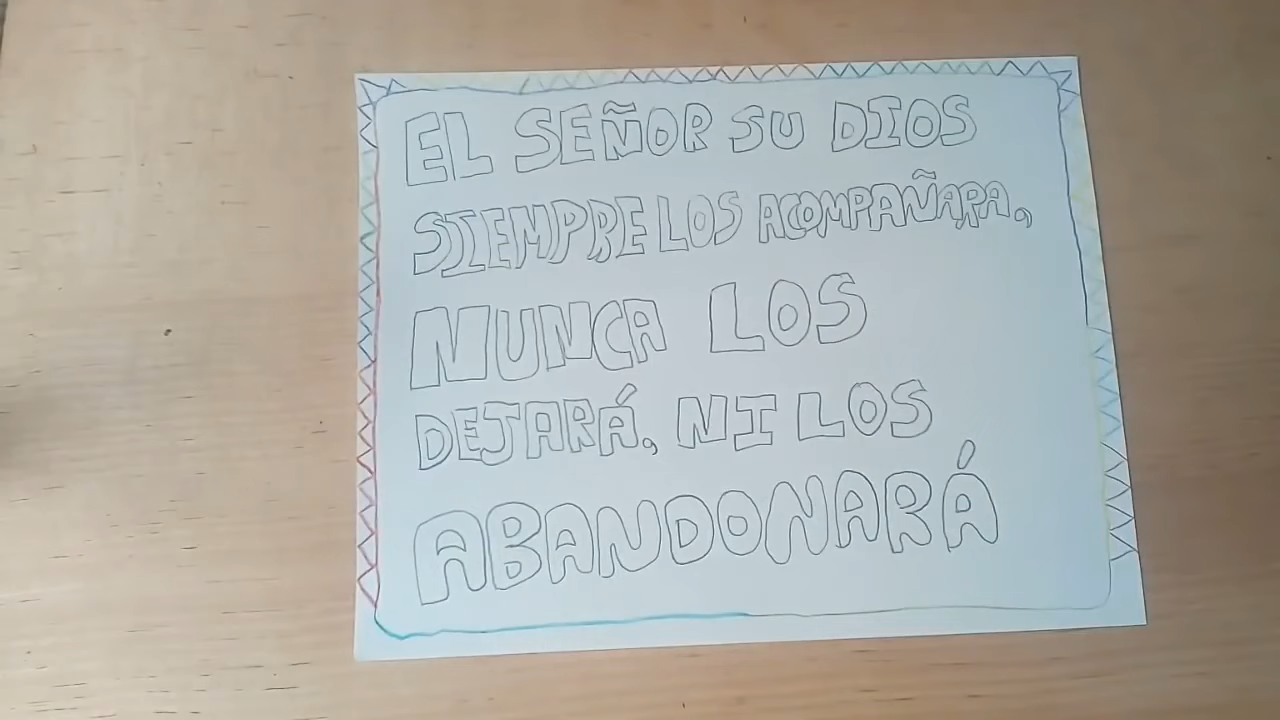 EL SEÑOR SU DIOS
SIEMPRE LOS ACOMPAÑARA,
NUNCA LOS
DEJARÁ, NI LOS
ABANDONARÁ